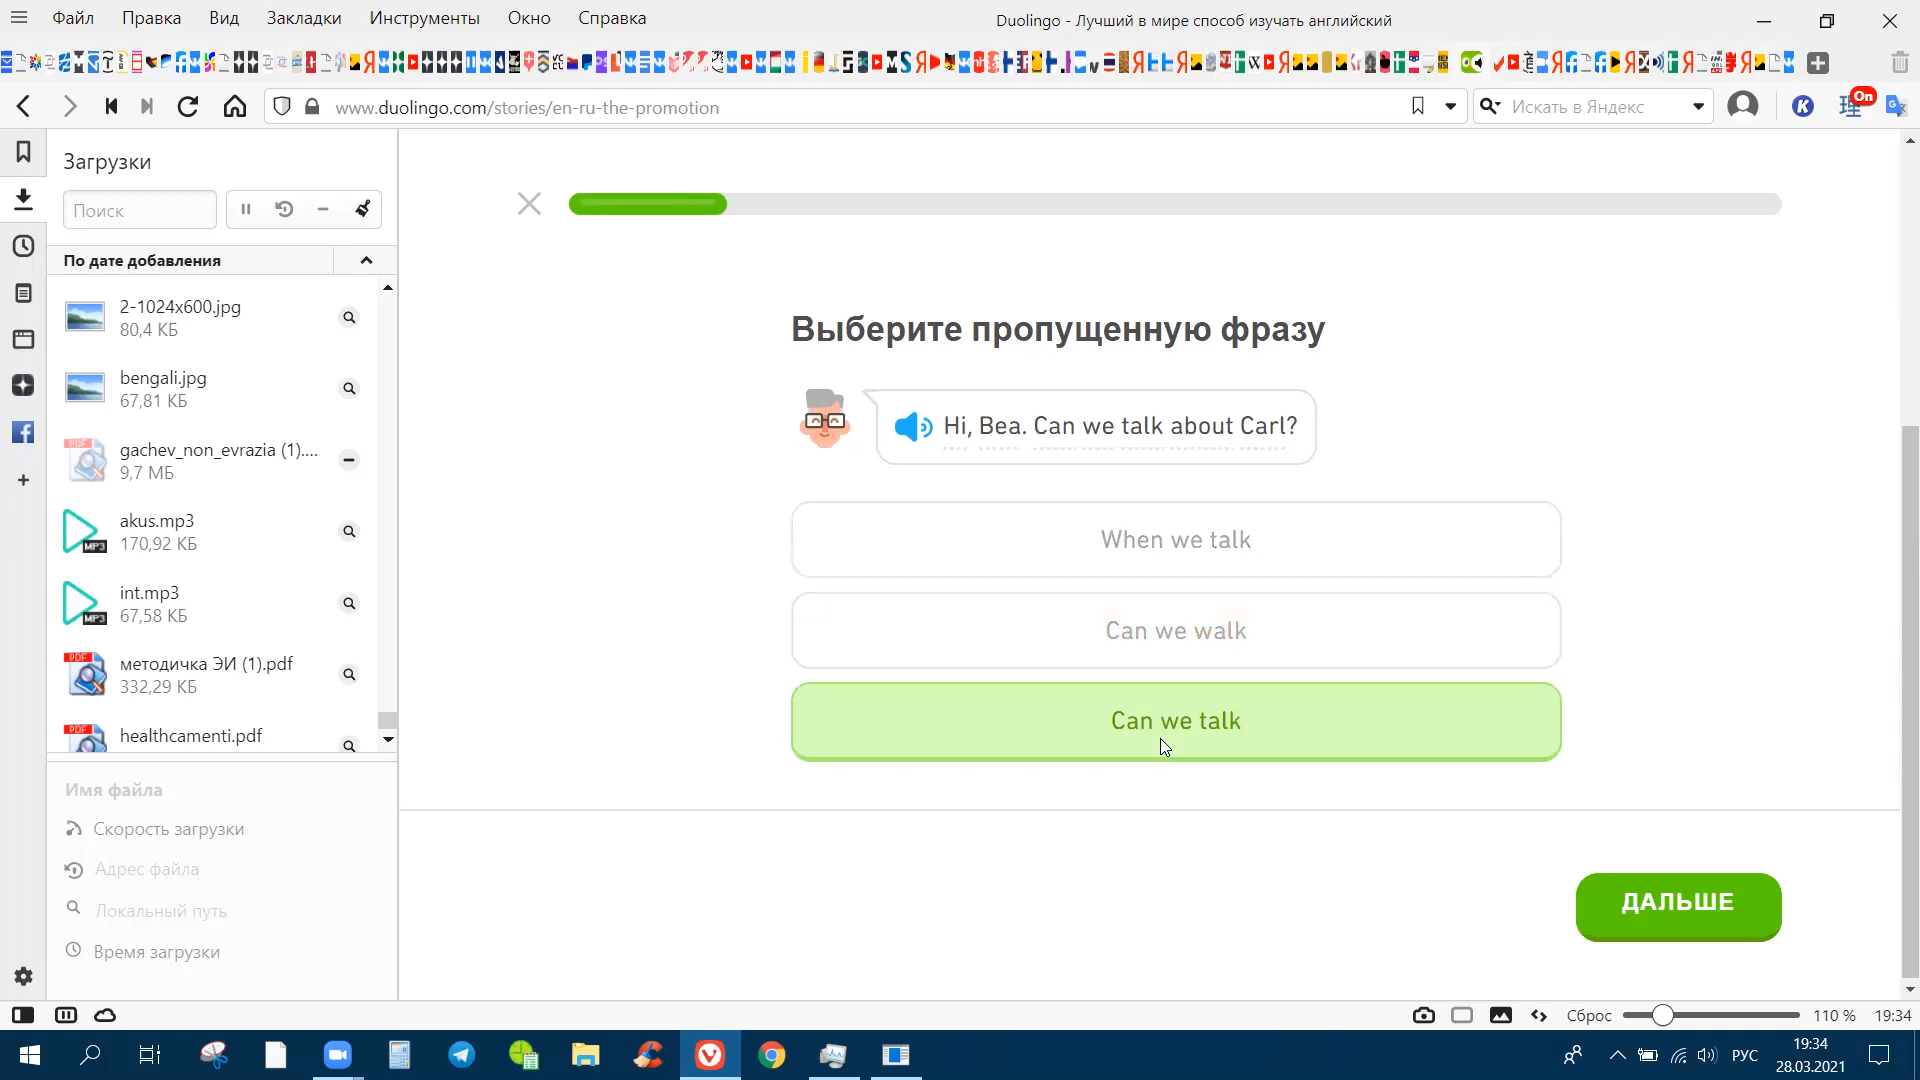 Файл Правка Вид Закладки Инструменты Окно Справка
Duolingo - Лучший в мире способ изучать английский
www.duolingo.com/stories/en-ru-the-promotion
Искать в Яндекс
On
Загрузки
Поиск
По дате добавления
2-1024x600.jpg
80,4 КБ
bengali.jpg
67,81 КБ
gachev_non_evrazia (1)....
9,7 МБ
akus.mp3
170,92 КБ
int.mp3
67,58 КБ
методичка ЭИ (1).pdf
332,29 КБ
healthcamenti.pdf
Имя файла
Скорость загрузки
Адрес файла
Локальный путь
Время загрузки
Выберите пропущенную фразу
Hi, Bea. Can we talk about Carl?
When we talk
Can we walk
Can we talk
ДАЛЬШЕ
Сброс 110 % 19:34
РУС
19:34
28.03.2021